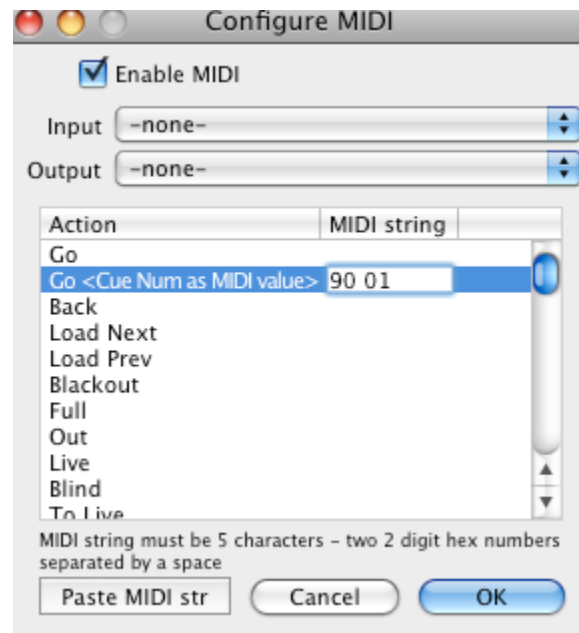 Configure MIDI
Enable MIDI
Input -none-
Output -none-
Action MIDI string
Go
Go <Cue Num as MIDI value> 90 01
Back
Load Next
Load Prev
Blackout
Full
Out
Live
Blind
To Live
MIDI string must be 5 characters – two 2 digit hex numbers
separated by a space
Paste MIDI str Cancel OK